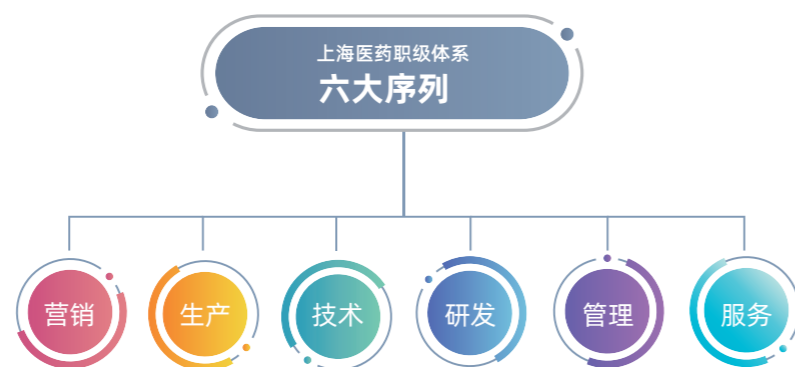 上海医药职级体系
六大序列
营销
生产
技术
研发
管理
服务